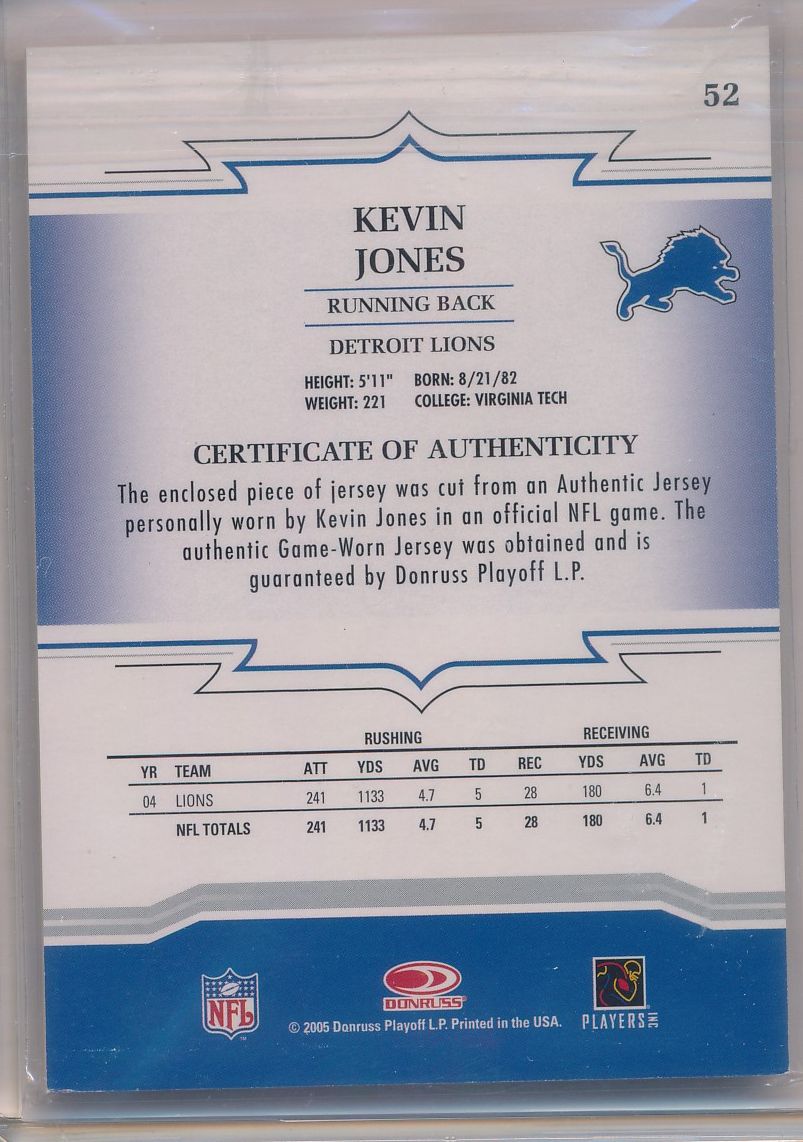 52
KEVIN
JONES
RUNNING BACK
DETROIT LIONS
HEIGHT: 5'11" BORN: 8/21/82
WEIGHT: 221 COLLEGE: VIRGINIA TECH
CERTIFICATE OF AUTHENTICITY
The enclosed piece of jersey was cut from an Authentic Jersey
personally worn by Kevin Jones in an official NFL game. The
authentic Game-Worn Jersey was obtained and is
guaranteed by Donruss Playoff L.P.
RUSHING RECEIVING
YR TEAM ATT YDS AVG TD REC YDS AVG TD
04 LIONS 241 1133 4.7 5 28 180 6.4 1
NFL TOTALS 241 1133 4.7 5 28 180 6.4 1
NFL
TM
DONRUSS
© 2005 Donruss Playoff L.P. Printed in the USA.
PLAYERS INC